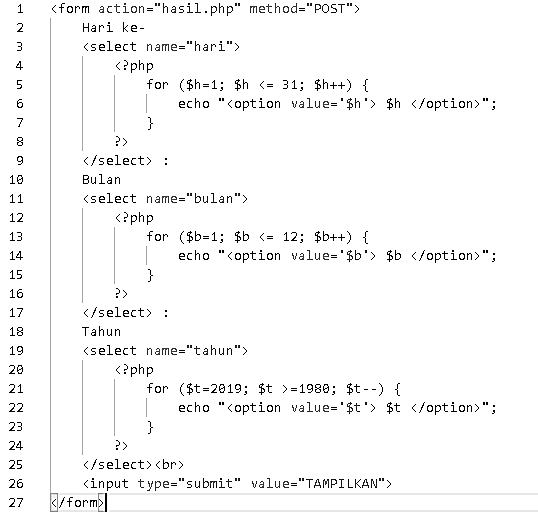 1 <form action="hasil.php" method="POST">
2     Hari ke-
3     <select name="hari">
4         <?php
5             for ($h=1; $h <= 31; $h++) {
6                 echo "<option value='$h'> $h </option>";
7             }
8         ?>
9     </select> :
10     Bulan
11     <select name="bulan">
12         <?php
13             for ($b=1; $b <= 12; $b++) {
14                 echo "<option value='$b'> $b </option>";
15             }
16         ?>
17     </select> :
18     Tahun
19     <select name="tahun">
20         <?php
21             for ($t=2019; $t >=1980; $t--) {
22                 echo "<option value='$t'> $t </option>";
23             }
24         ?>
25     </select><br>
26     <input type="submit" value="TAMPILKAN">
27 </form>